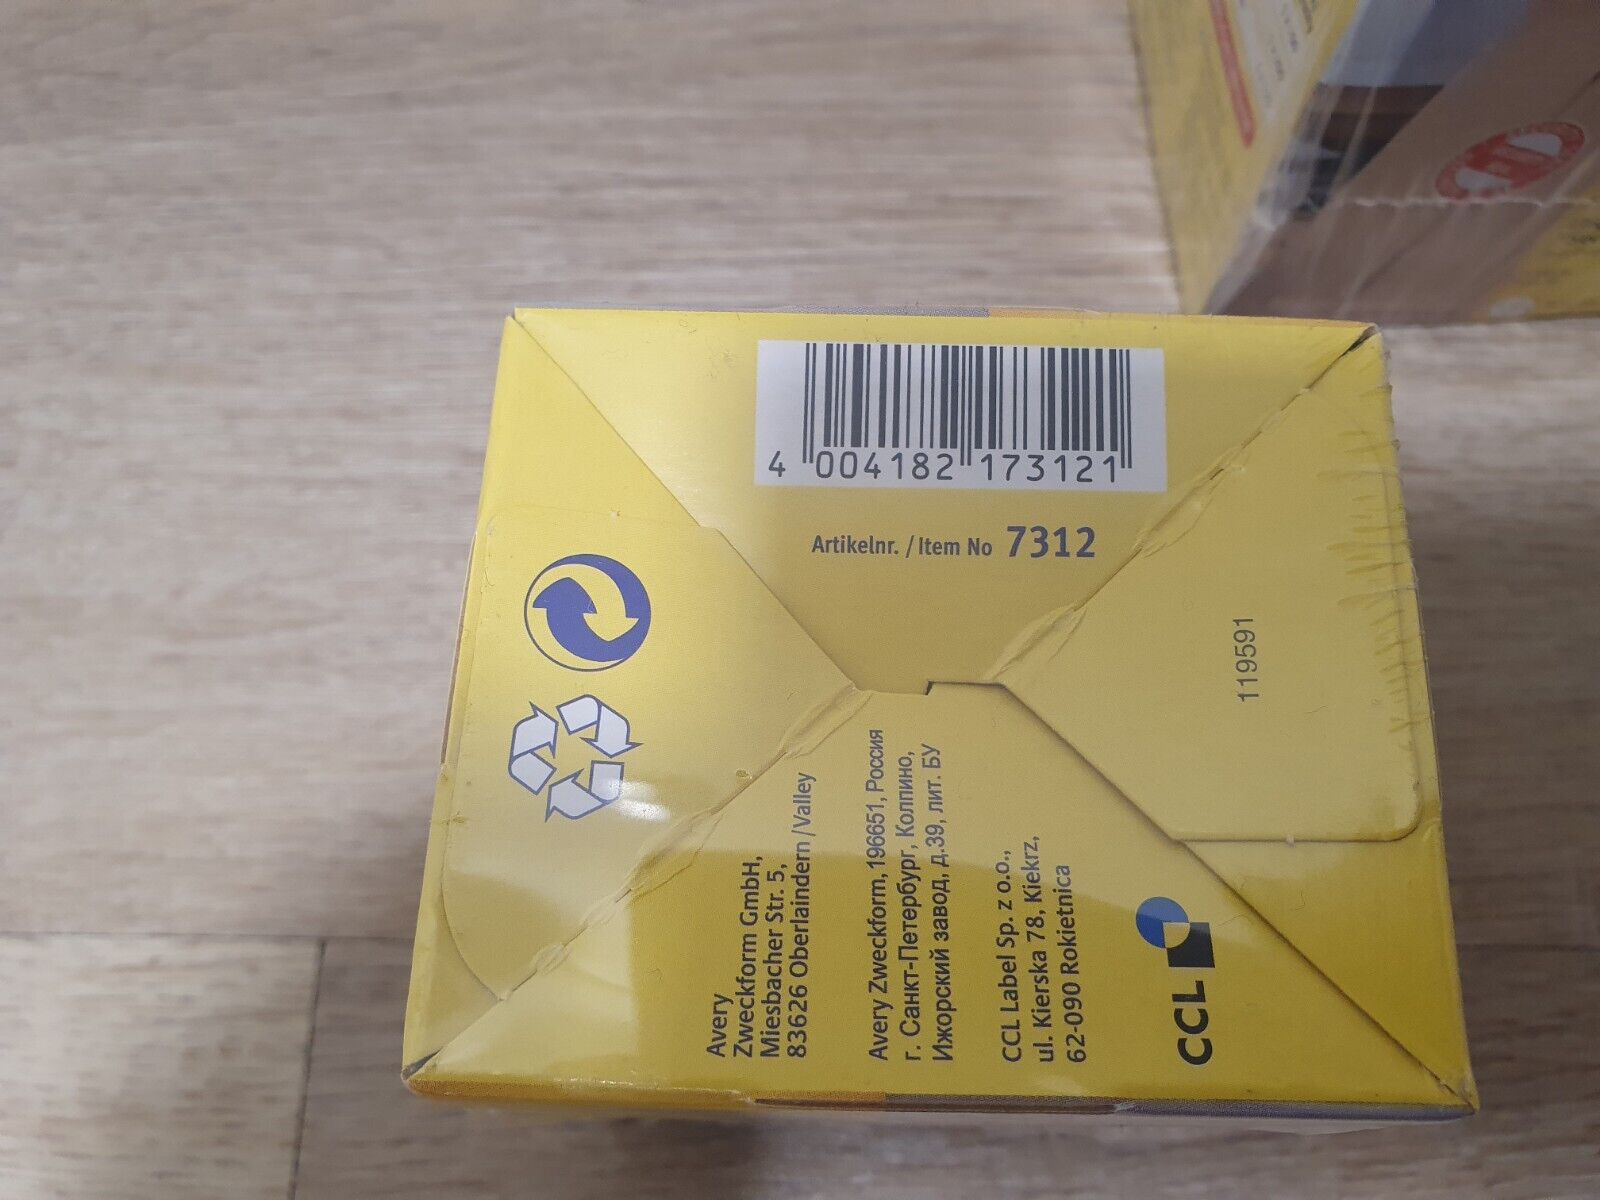 4 004182 173121
Artikelnr. / Item No 7312
119591
Avery
Zweckform GmbH,
Miesbacher Str. 5,
83626 Oberlaindern /Valley
Avery Zweckform, 196651, Россия
г. Санкт-Петербург, Колпино,
Ижорский завод, д.39, лит. БУ
CCL Label Sp. z o.o.,
ul. Kierska 78, Kiekrz,
62-090 Rokietnica
CCL